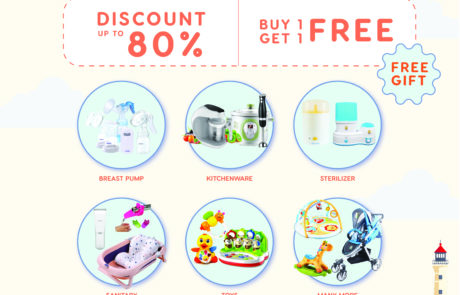 DISCOUNT
UP TO 80%
BUY 1
GET 1 FREE
FREE
GIFT
BREAST PUMP
KITCHENWARE
STERILIZER